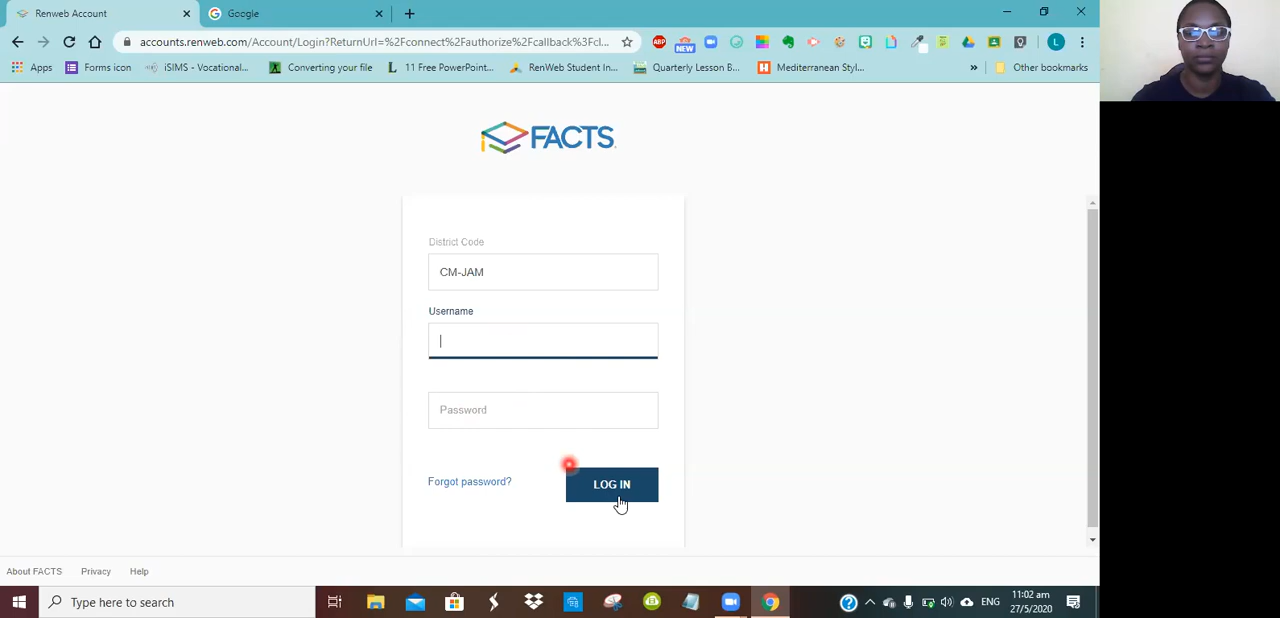 Renweb Account
Google
accounts.renweb.com/Account/Login?ReturnUrl=%2Fconnect%2Fauthorize%2Fcallback%3Fcl...
ABP
NEW
L
Apps
Forms icon
iSIMS - Vocational...
Converting your file
11 Free PowerPoint...
RenWeb Student In...
Quarterly Lesson B...
Mediterranean Styl...
»
Other bookmarks
FACTS
District Code
CM-JAM
Username
Password
Forgot password?
LOG IN
About FACTS
Privacy
Help
Type here to search
ENG
11:02 am
27/5/2020